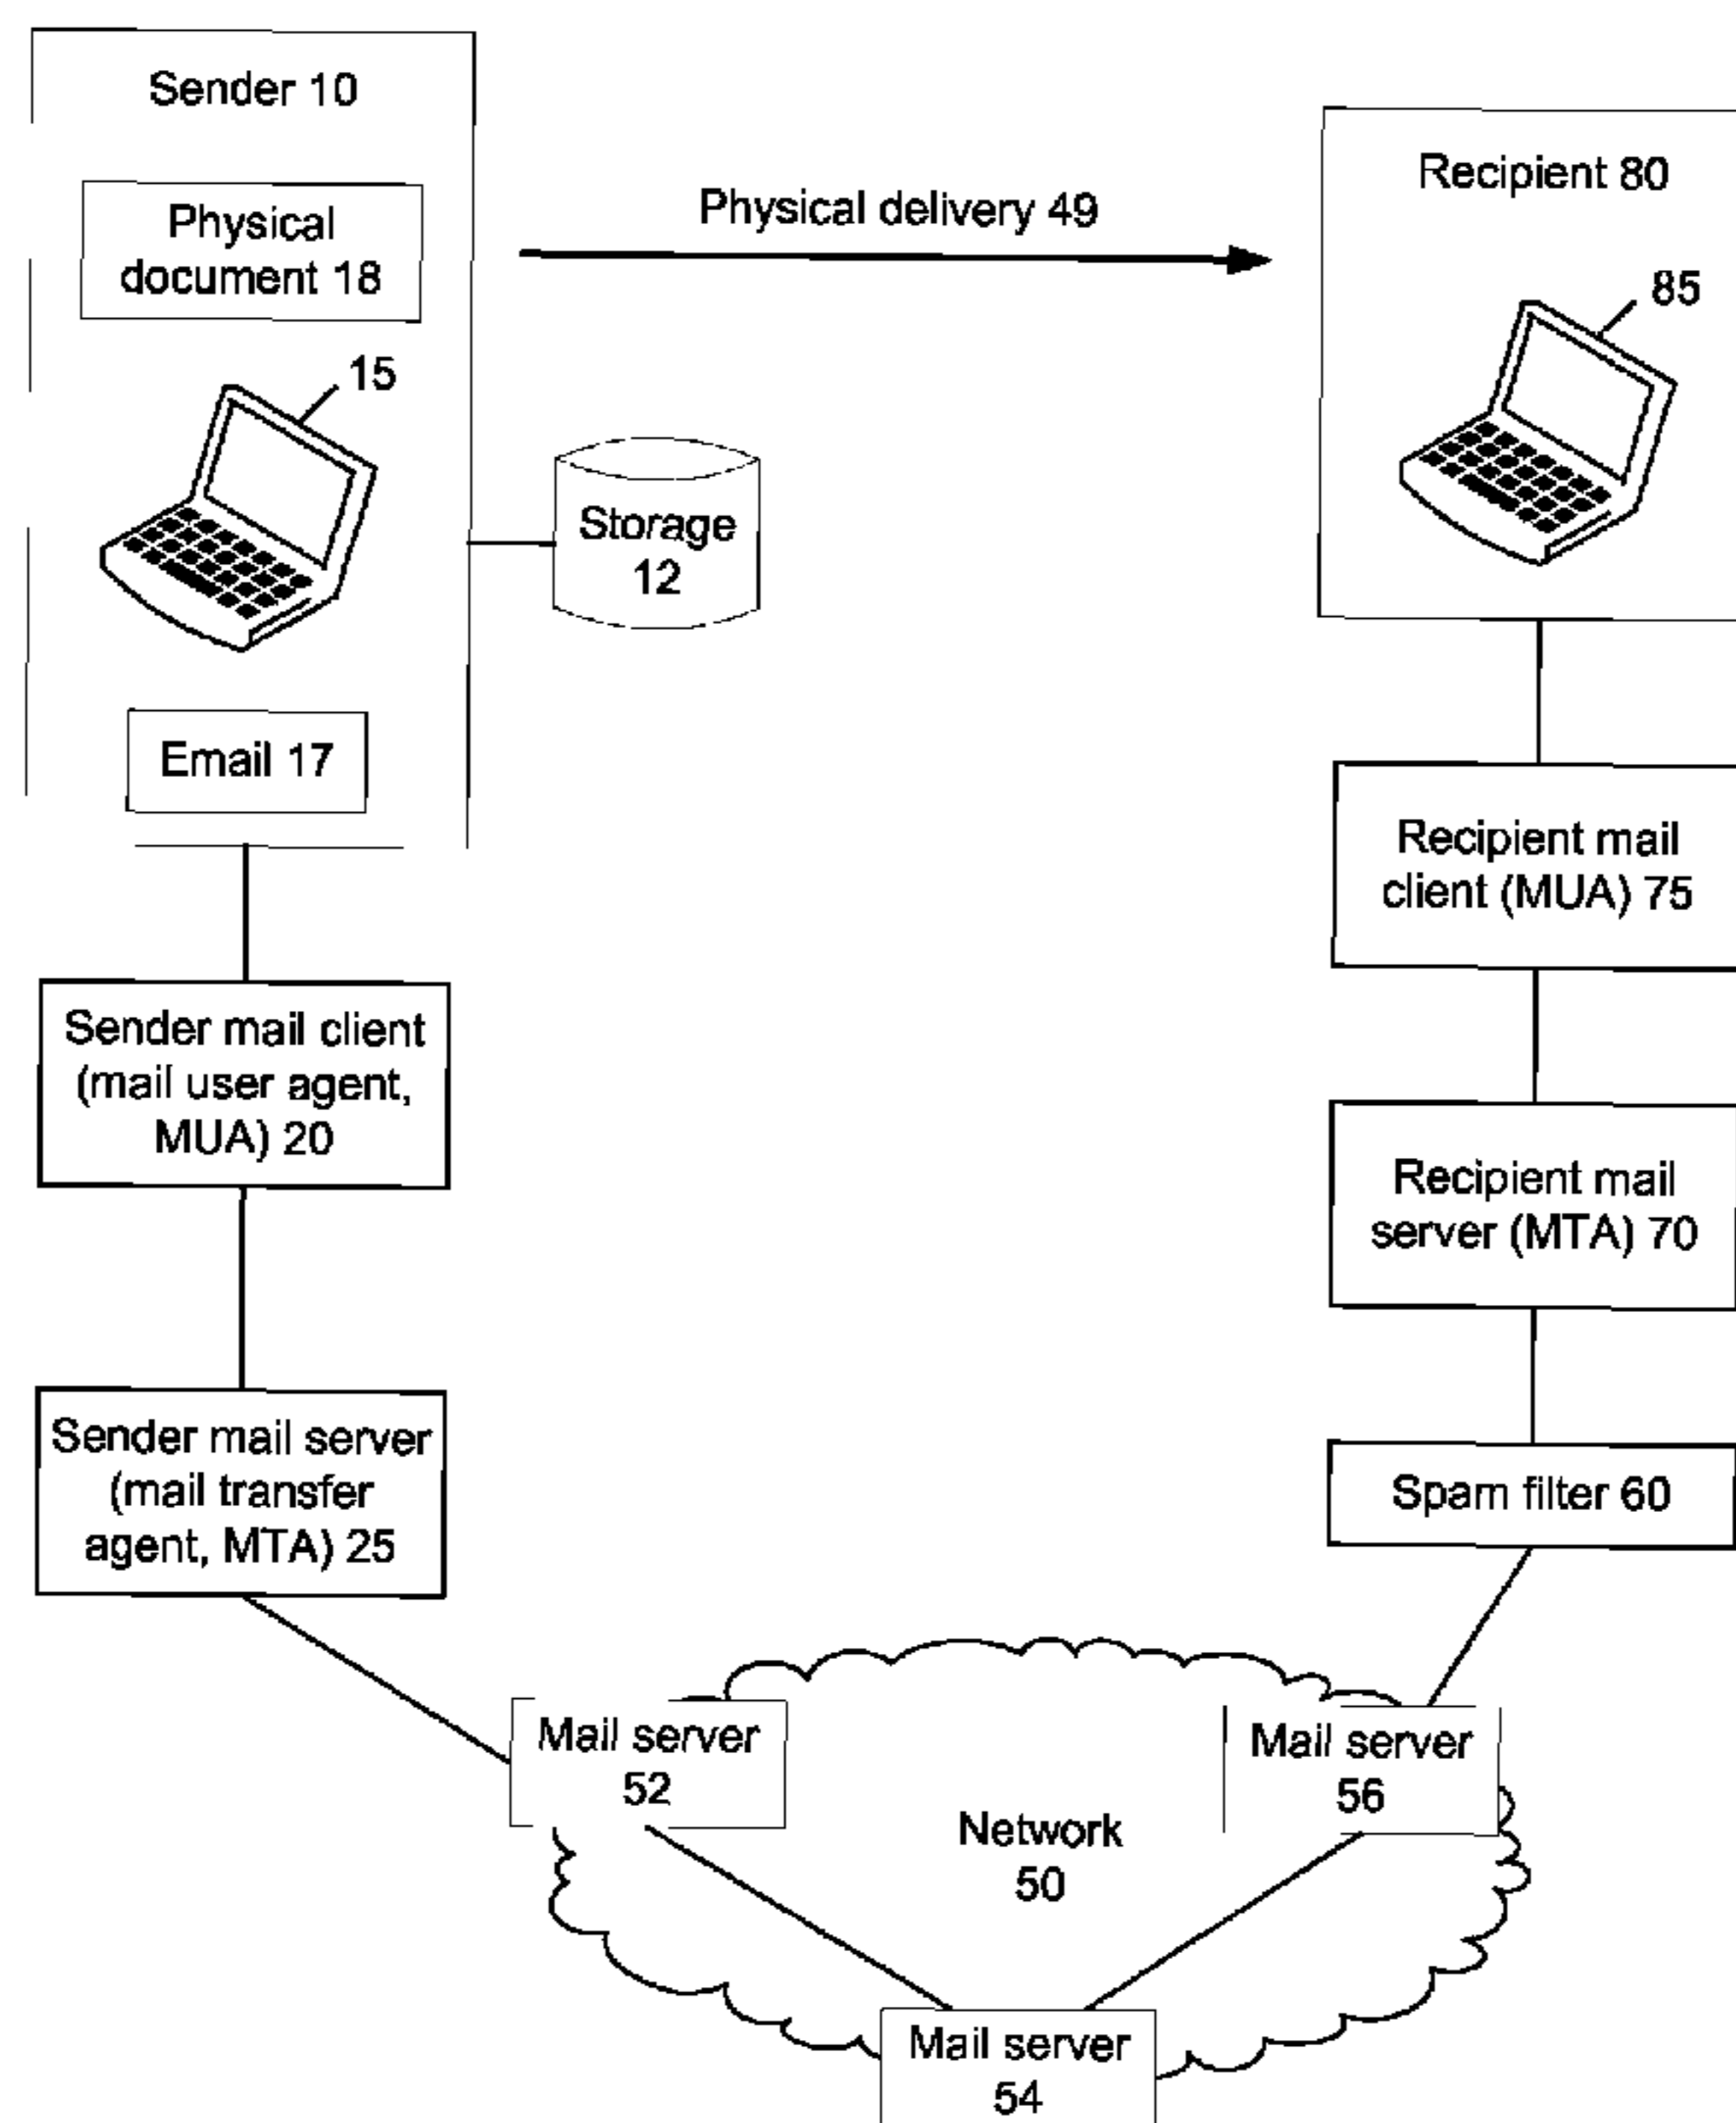 Sender 10
Physical
document 18
15
Email 17
Storage
12
Physical delivery 49
Recipient 80
85
Sender mail client
(mail user agent,
MUA) 20
Sender mail server
(mail transfer
agent, MTA) 25
Recipient mail
client (MUA) 75
Recipient mail
server (MTA) 70
Spam filter 60
Mail server
52
Network
50
Mail server
56
Mail server
54